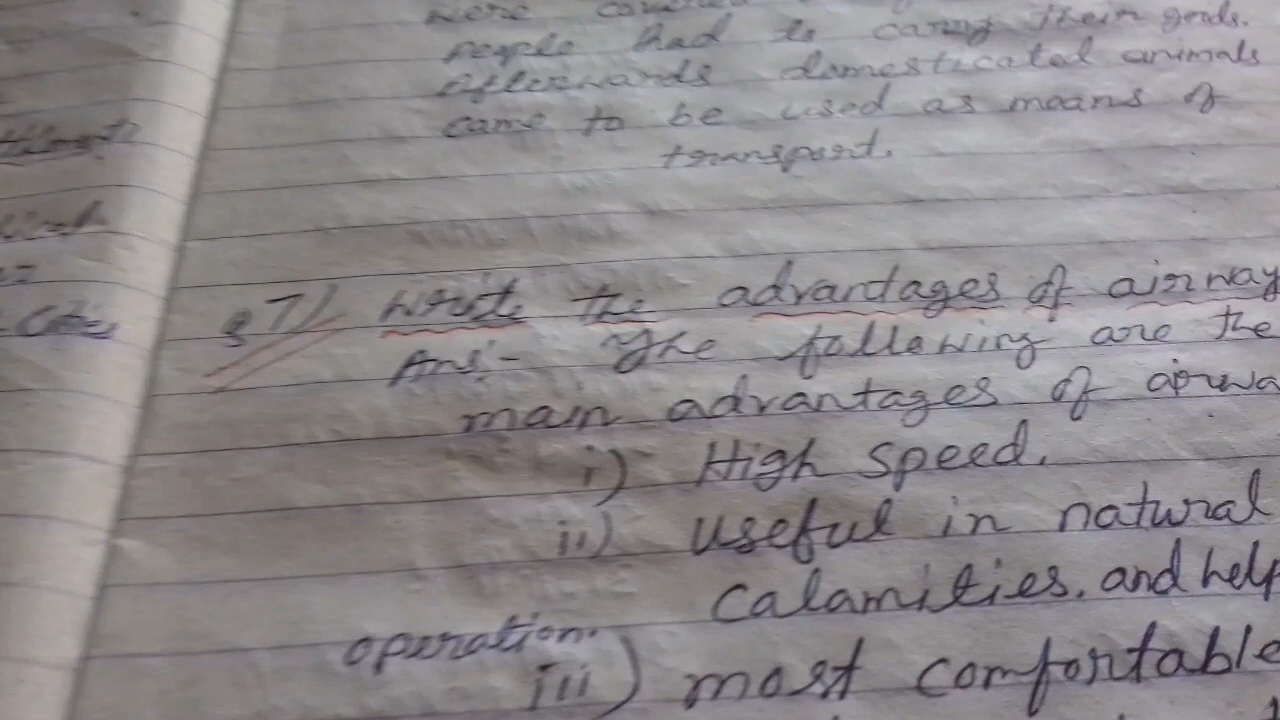 were
people had to carry their goods.
Afterwards domesticated animals
came to be used as means of
transport.
Q 7) Write the advantages of airway
Ans:- The following are the
main advantages of airwa
i) High speed.
ii) useful in natural
calamities. and help
operation.
iii) most comfortable